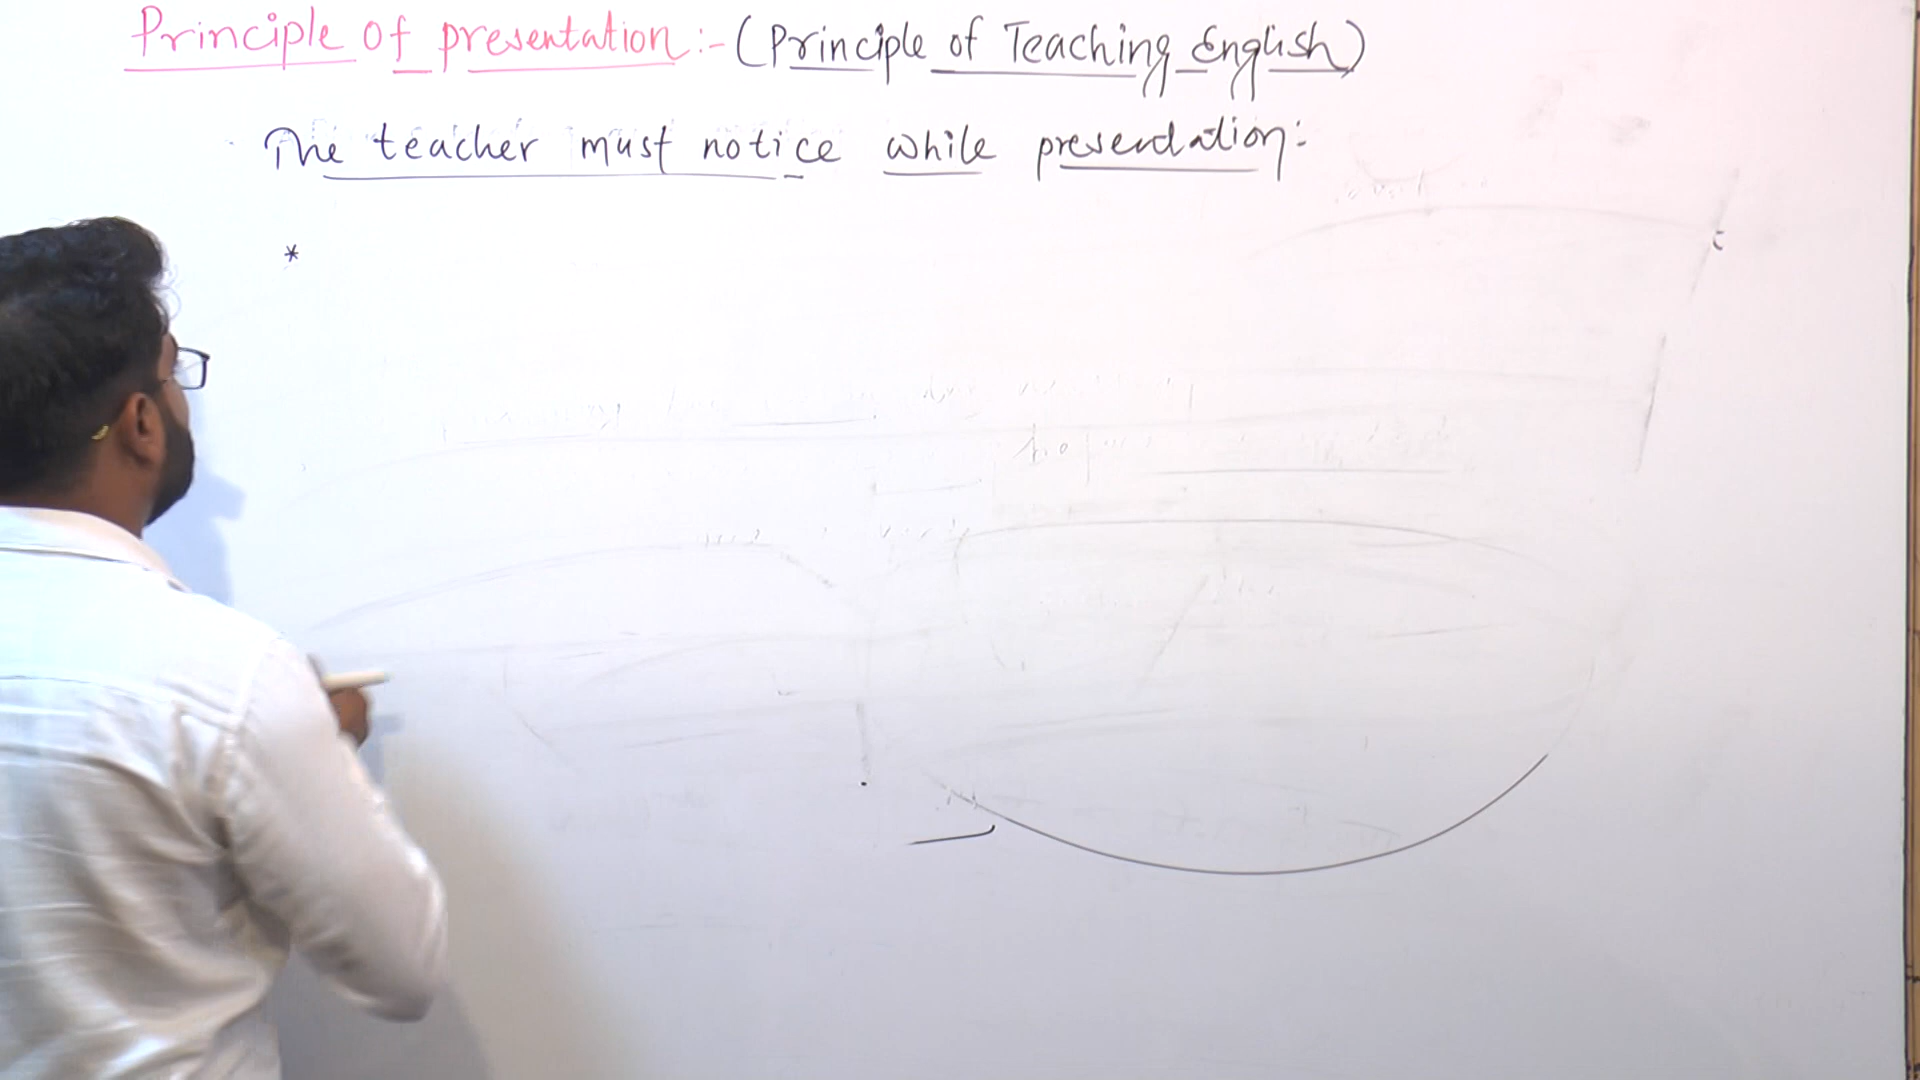 Principle of presentation:- (Principle of Teaching English)
The teacher must notice while presentation:
*